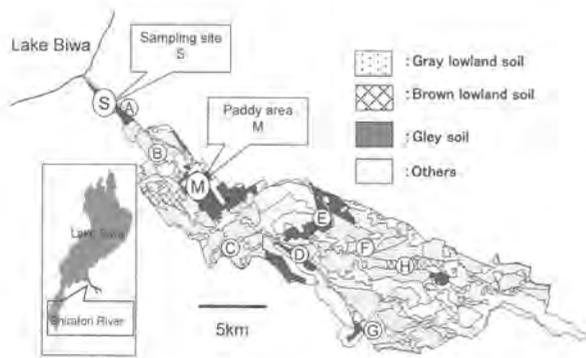 Lake Biwa
Sampling site
S
S
A
Paddy area
M
B
M
: Gray lowland soil
: Brown lowland soil
: Gley soil
: Others
E
C
D
F
H
G
Lake Biwa
River
5km